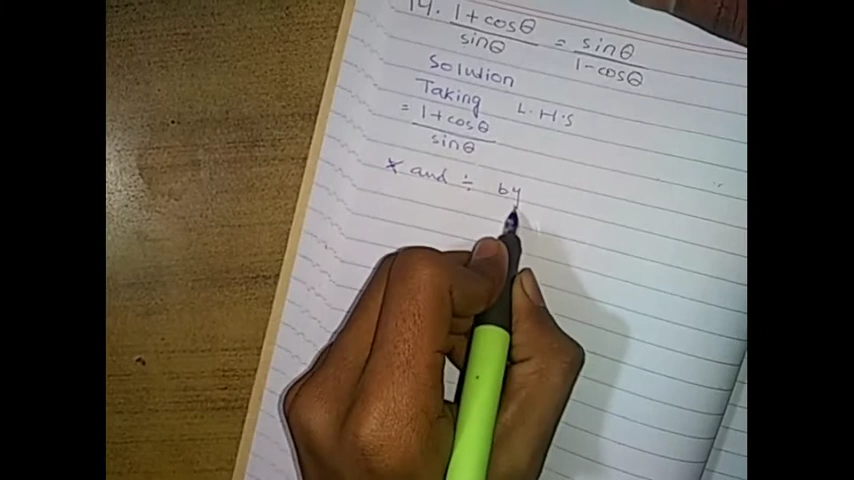 14. 1+cosθ/sinθ = sinθ/1-cosθ
Solution
Taking L.H.S
= 1+cosθ/sinθ
× and ÷ by